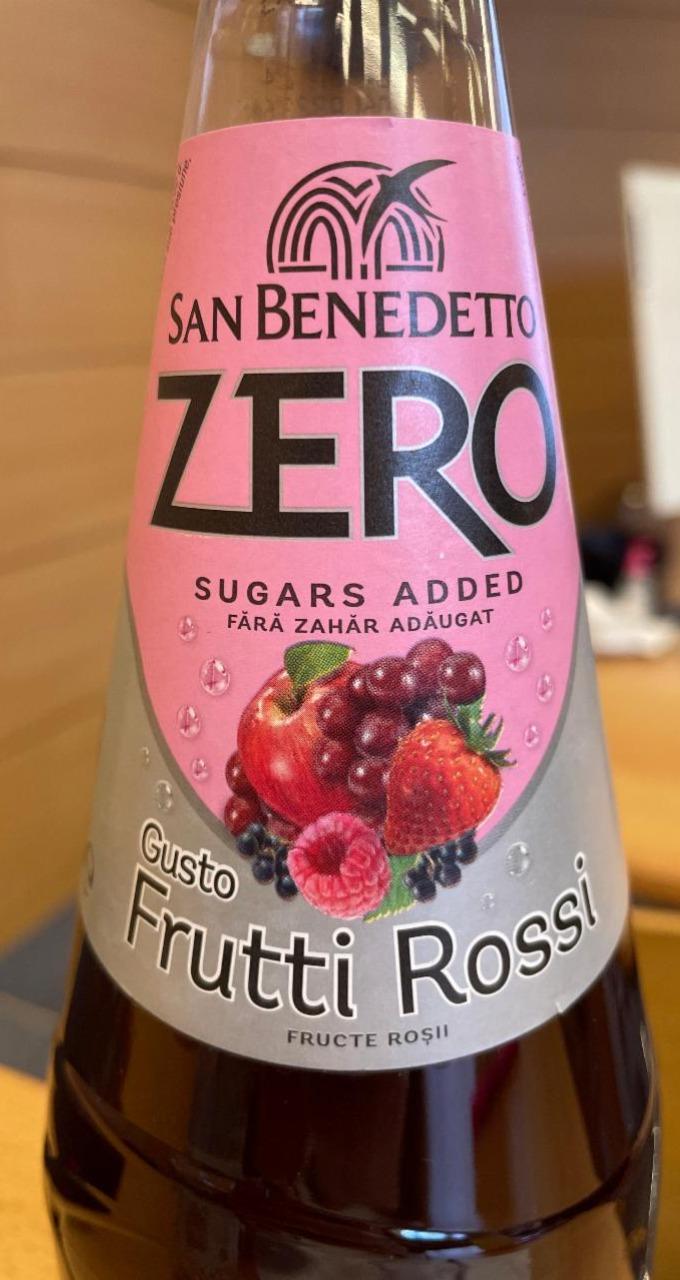 SAN BENEDETTO
ZERO
SUGARS ADDED
FĂRĂ ZAHĂR ADĂUGAT
Gusto
Frutti Rossi
FRUCTE ROȘII